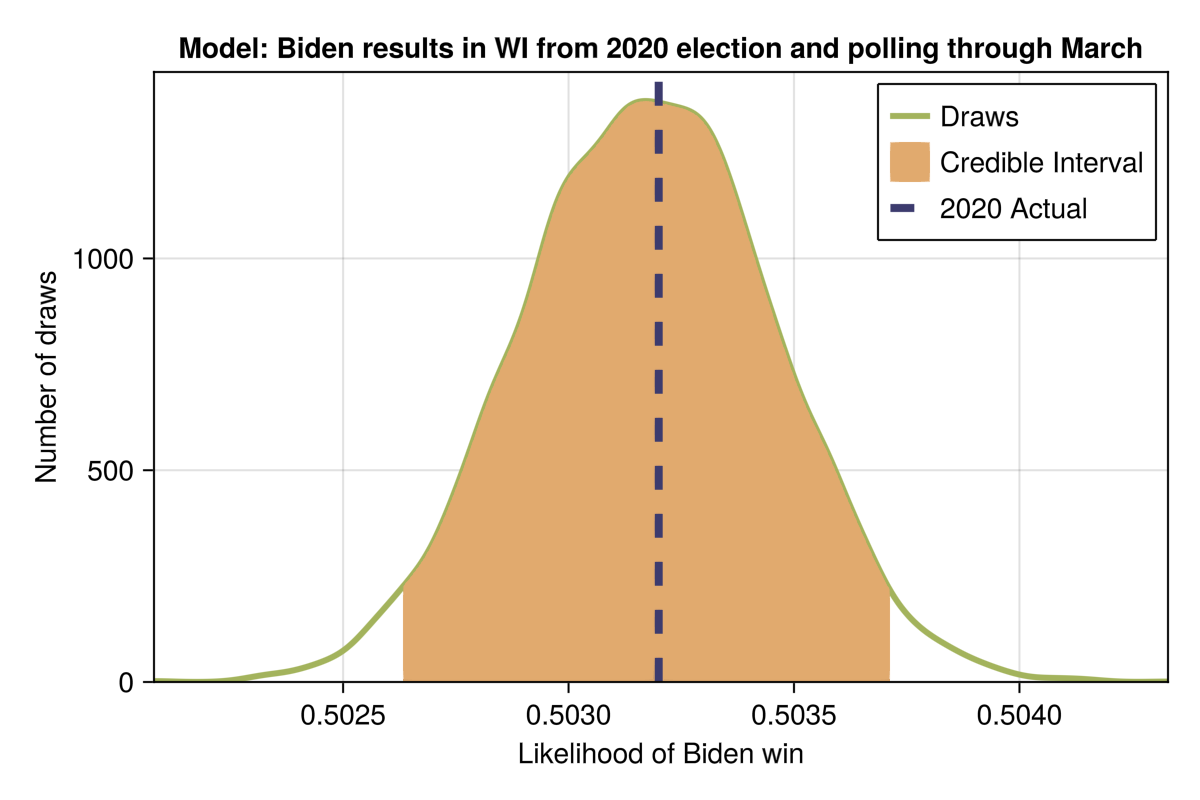 Model: Biden results in WI from 2020 election and polling through March
Draws
Credible Interval
2020 Actual
Number of draws
1000
500
0
0.5025 0.5030 0.5035 0.5040
Likelihood of Biden win